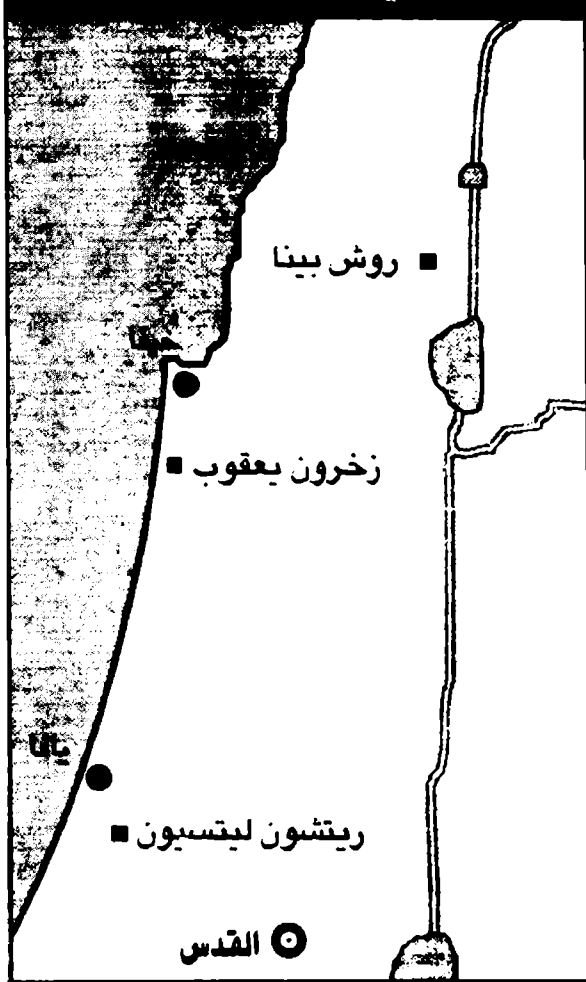 روش بينا
حيفا
زخرون يعقوب
يافا
ريتشون ليتسيون
القدس